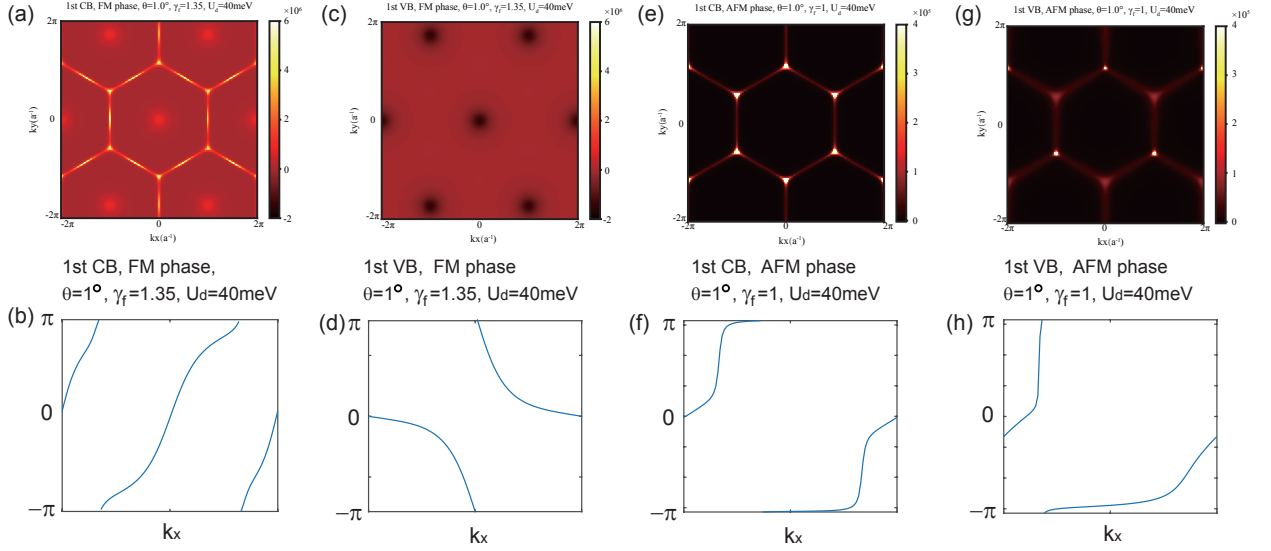 (a)
1st CB, FM phase, θ=1.0°, γf=1.35, Ud=40meV
2π
0
-2π
ky(a⁻¹)
-2π
0
2π
kx(a⁻¹)
×10⁶
6
4
2
0
-2
(c)
1st VB, FM phase, θ=1.0°, γf=1.35, Ud=40meV
2π
0
-2π
ky(a⁻¹)
-2π
0
2π
kx(a⁻¹)
×10⁶
6
4
2
0
-2
(e)
1st CB, AFM phase, θ=1.0°, γf=1, Ud=40meV
2π
0
-2π
ky(a⁻¹)
-2π
0
2π
kx(a⁻¹)
×10⁵
4
3
2
1
0
(g)
1st VB, AFM phase, θ=1.0°, γf=1, Ud=40meV
2π
0
-2π
ky(a⁻¹)
-2π
0
2π
kx(a⁻¹)
×10⁵
4
3
2
1
0
1st CB, FM phase,
θ=1°, γf=1.35, Ud=40meV
(b)
π
0
−π
kx
1st VB, FM phase
θ=1°, γf=1.35, Ud=40meV
(d)
π
0
−π
kx
1st CB, AFM phase
θ=1°, γf=1, Ud=40meV
(f)
π
0
−π
kx
1st VB, AFM phase
θ=1°, γf=1, Ud=40meV
(h)
π
0
−π
kx